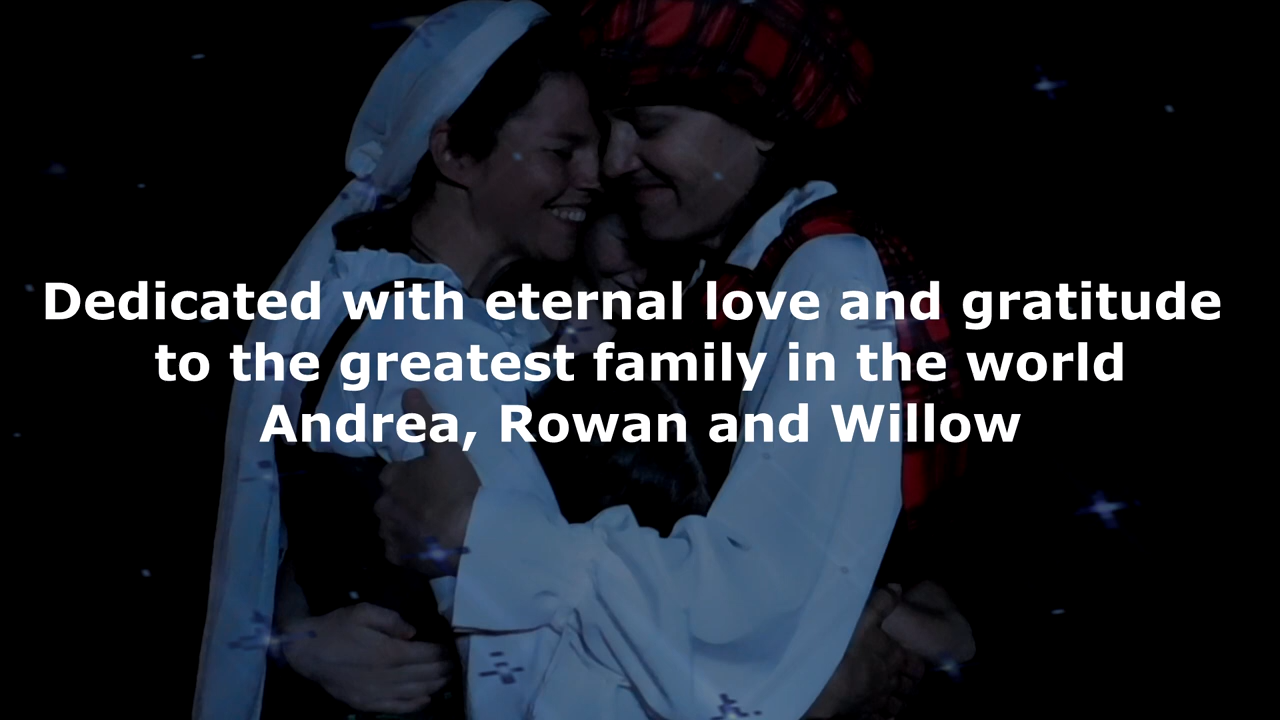 Dedicated with eternal love and gratitude
to the greatest family in the world
Andrea, Rowan and Willow